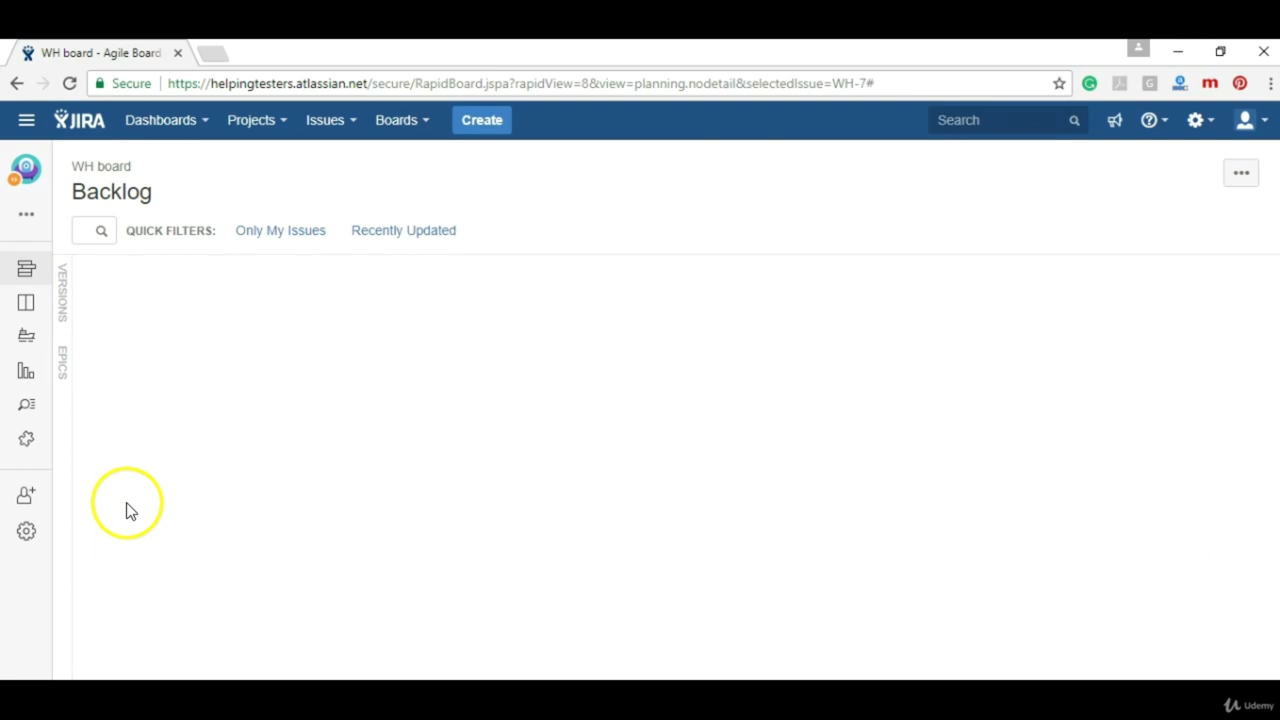 WH board - Agile Board
Secure
https://helpingtesters.atlassian.net/secure/RapidBoard.jspa?rapidView=8&view=planning.nodetail&selectedIssue=WH-7#
JIRA Dashboards Projects Issues Boards Create Search
WH board
Backlog
QUICK FILTERS: Only My Issues Recently Updated
VERSIONS
EPICS
Udemy